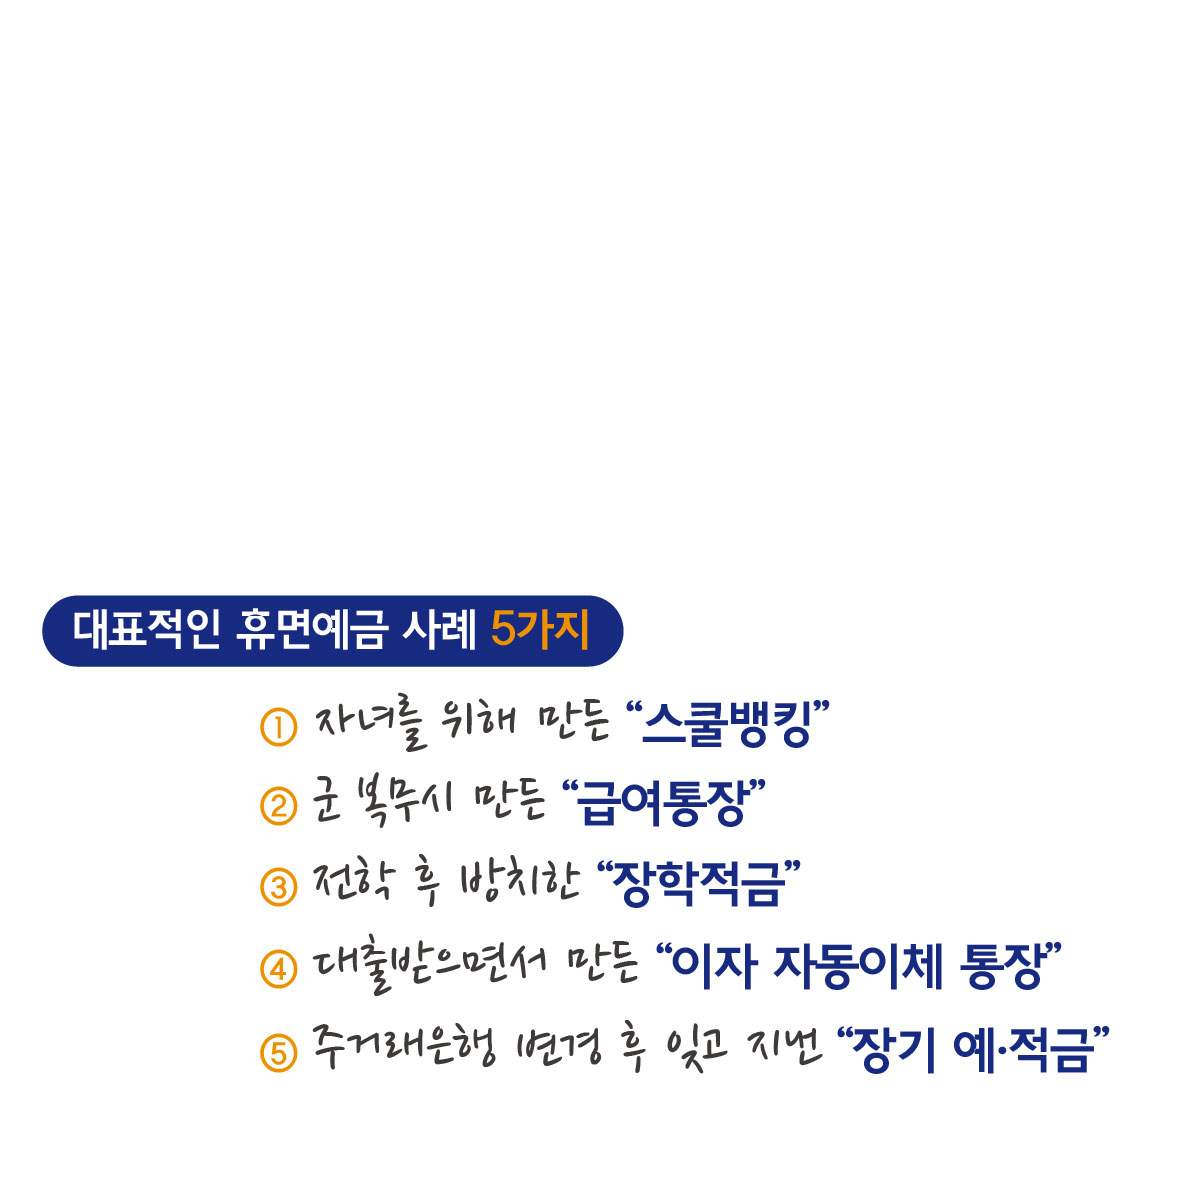 대표적인 휴면예금 사례 5가지
① 자녀를 위해 만든 “스쿨뱅킹”
② 군 복무시 만든 “급여통장”
③ 전학 후 방치한 “장학적금”
④ 대출받으면서 만든 “이자 자동이체 통장”
⑤ 주거래은행 변경 후 잊고 지낸 “장기 예·적금”